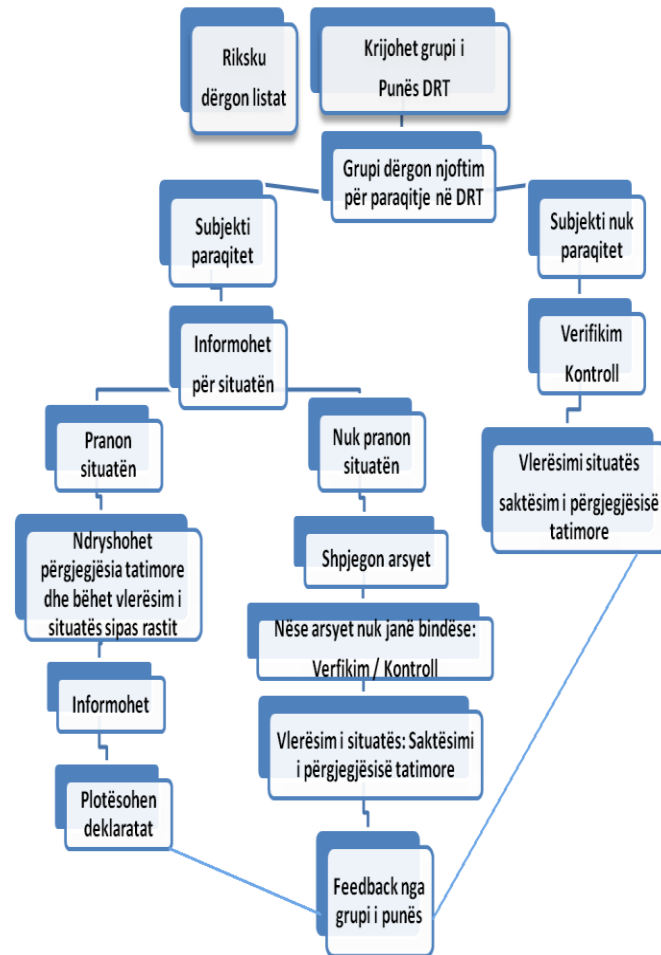 Riksku
dërgon listat
Krijohet grupi i
Punës DRT
Grupi dërgon njoftim
për paraqitje në DRT
Subjekti
paraqitet
Subjekti nuk
paraqitet
Informohet
për situatën
Verifikim
Kontroll
Pranon
situatën
Nuk pranon
situatën
Vlerësimi situatës
saktësim i përgjegjësisë
tatimore
Ndryshohet
përgjegjësia tatimore
dhe bëhet vlerësim i
situatës sipas rastit
Shpjegon arsyet
Nëse arsyet nuk janë bindëse:
Verfikim / Kontroll
Informohet
Vlerësim i situatës: Saktësimi
i përgjegjësisë tatimore
Plotësohen
deklaratat
Feedback nga
grupi i punës